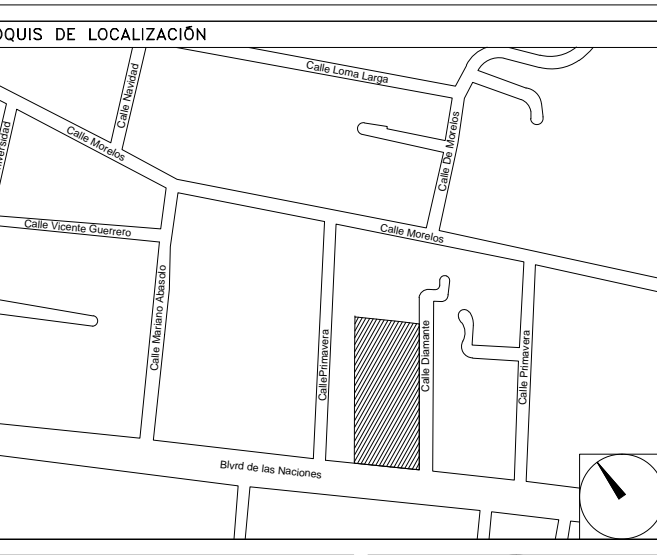 OQUIS DE LOCALIZACIÓN
Calle Loma Larga
Calle Navidad
Calle De Morelos
Calle Morelos
Calle Vicente Guerrero
Calle Morelos
Calle Mariano Abasolo
CallePrimavera
Calle Diamante
Calle Primavera
Blvrd de las Naciones